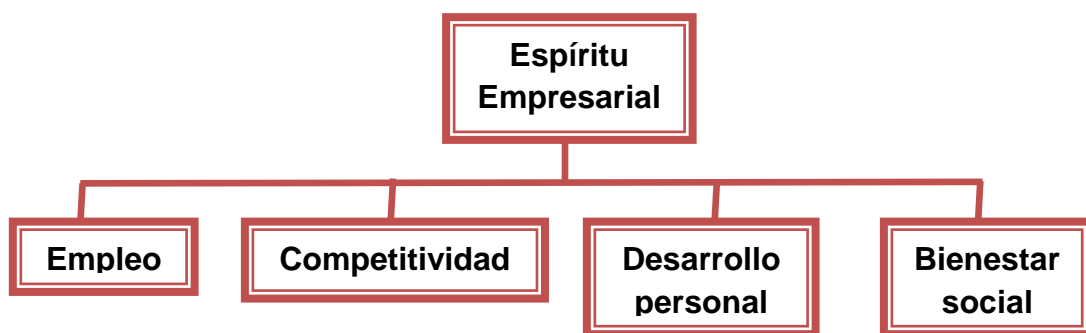 Espíritu
Empresarial
Empleo
Competitividad
Desarrollo
personal
Bienestar
social